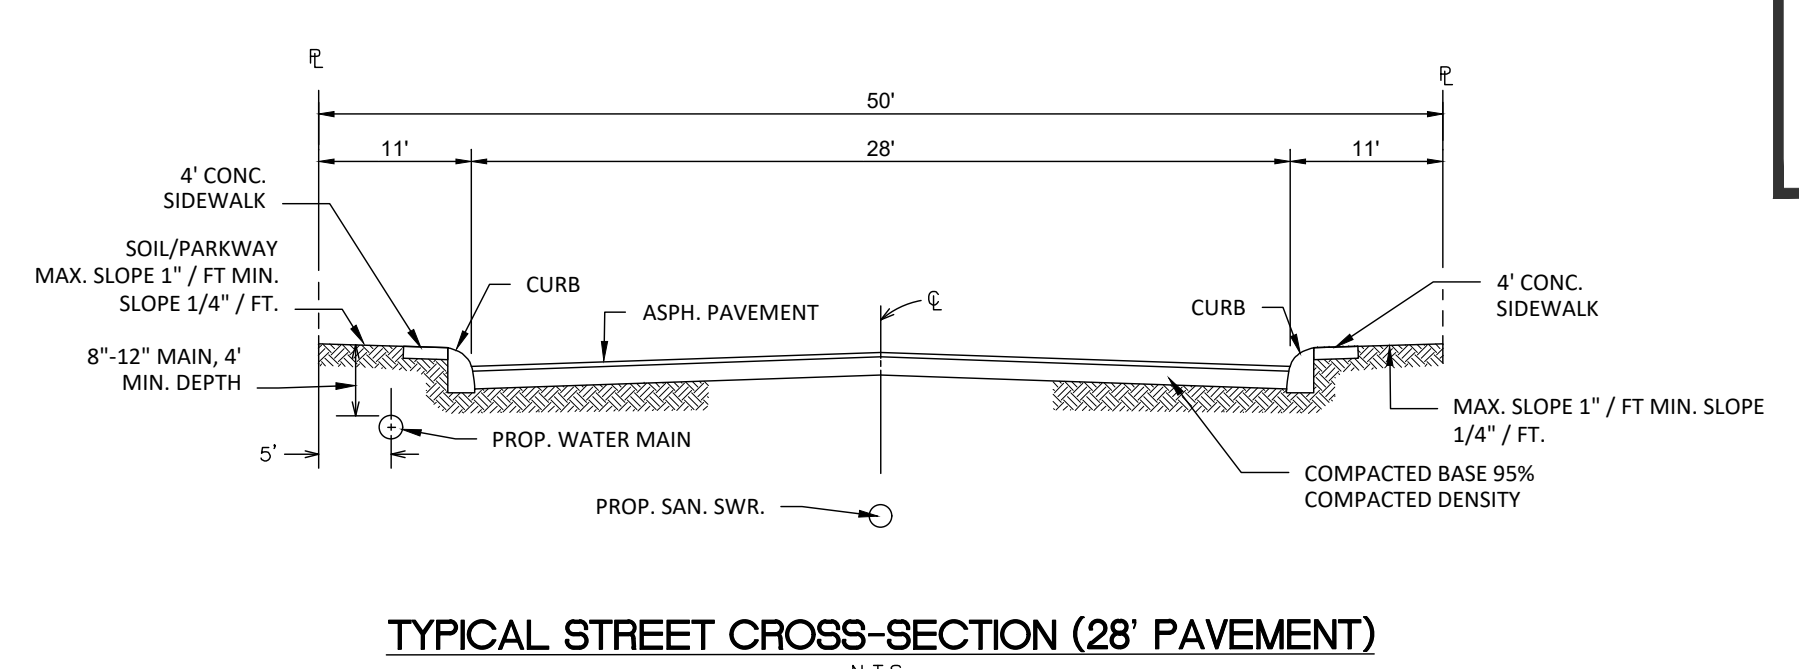 PL
PL
50'
11'
28'
11'
4' CONC.
SIDEWALK
SOIL/PARKWAY
MAX. SLOPE 1" / FT MIN.
SLOPE 1/4" / FT.
CURB
ASPH. PAVEMENT
CL
CURB
4' CONC.
SIDEWALK
8"-12" MAIN, 4'
MIN. DEPTH
PROP. WATER MAIN
5'
MAX. SLOPE 1" / FT MIN. SLOPE
1/4" / FT.
COMPACTED BASE 95%
COMPACTED DENSITY
PROP. SAN. SWR.
TYPICAL STREET CROSS-SECTION (28' PAVEMENT)